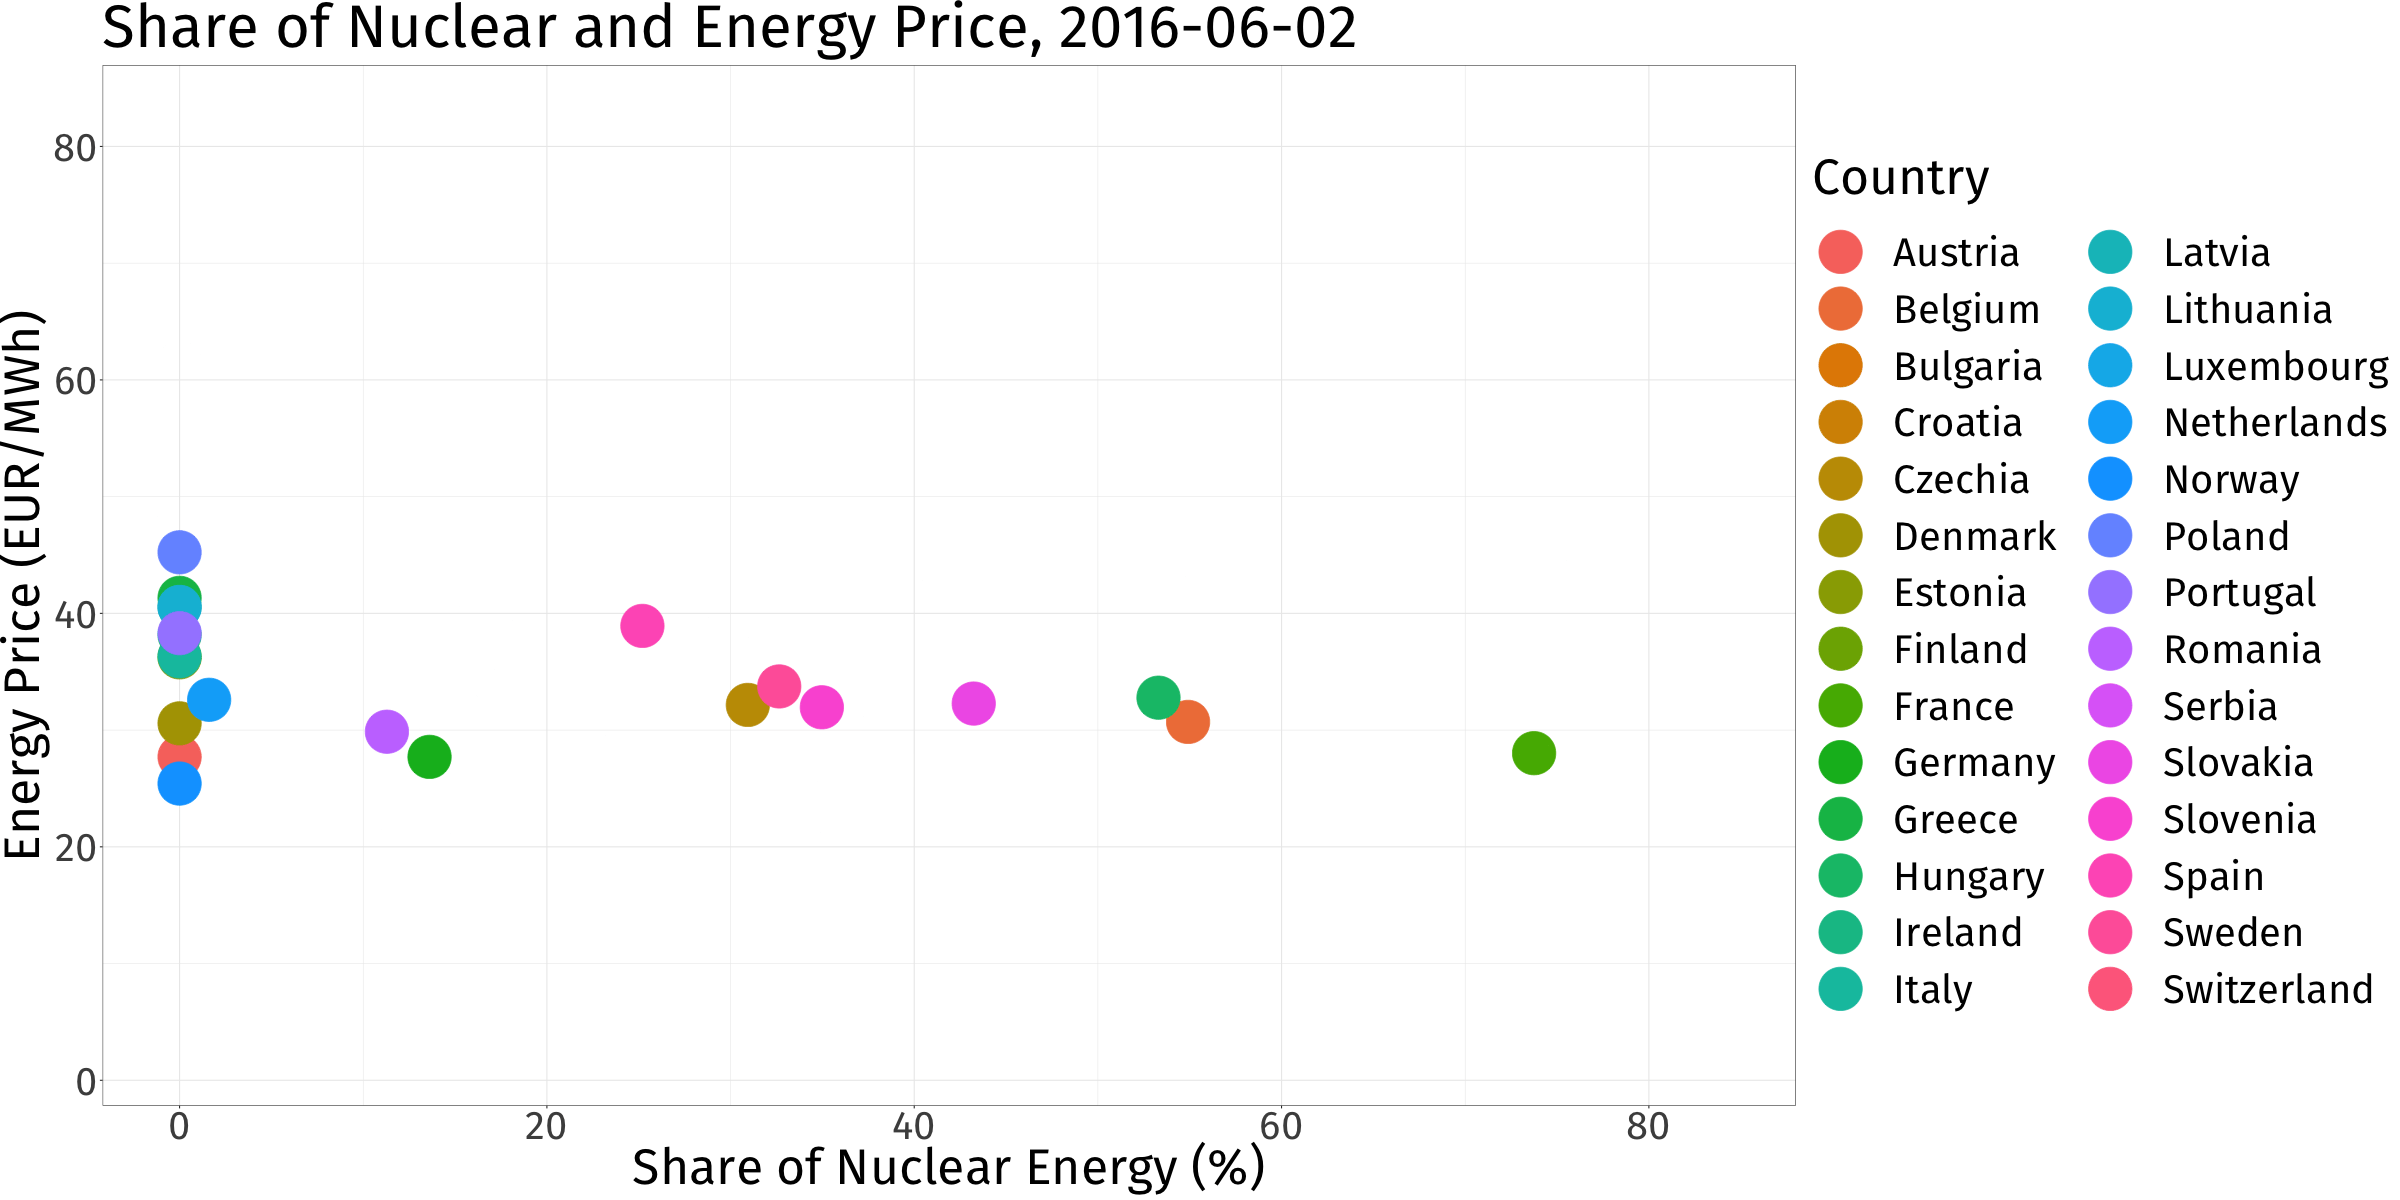 Share of Nuclear and Energy Price, 2016-06-02
Energy Price (EUR/MWh)
80
60
40
20
0
0
20
40
60
80
Share of Nuclear Energy (%)
Country
Austria
Belgium
Bulgaria
Croatia
Czechia
Denmark
Estonia
Finland
France
Germany
Greece
Hungary
Ireland
Italy
Latvia
Lithuania
Luxembourg
Netherlands
Norway
Poland
Portugal
Romania
Serbia
Slovakia
Slovenia
Spain
Sweden
Switzerland